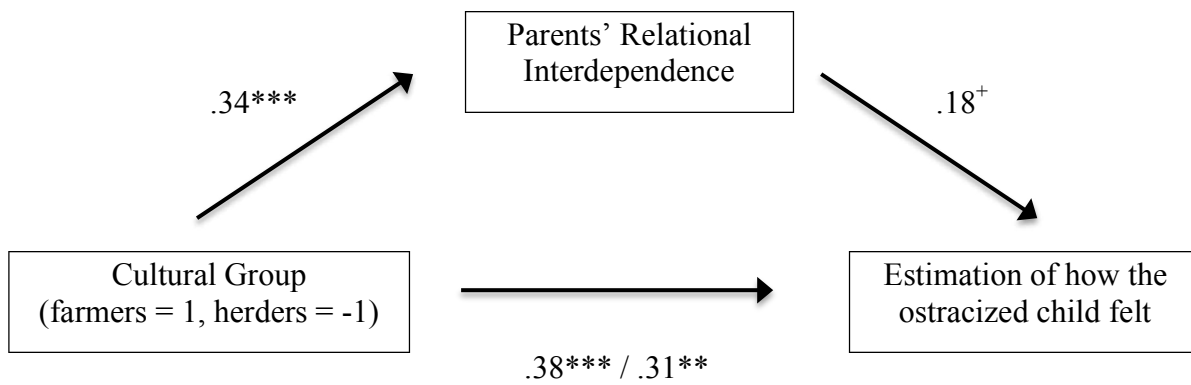 Parents’ Relational
Interdependence
.34***
.18+
Cultural Group
(farmers = 1, herders = -1)
Estimation of how the
ostracized child felt
.38*** / .31**